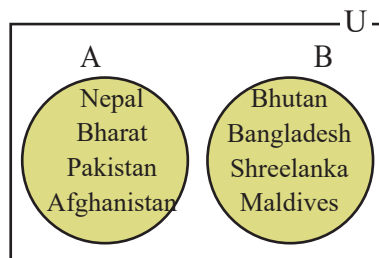 U
A
B
Nepal
Bharat
Pakistan
Afghanistan
Bhutan
Bangladesh
Shreelanka
Maldives